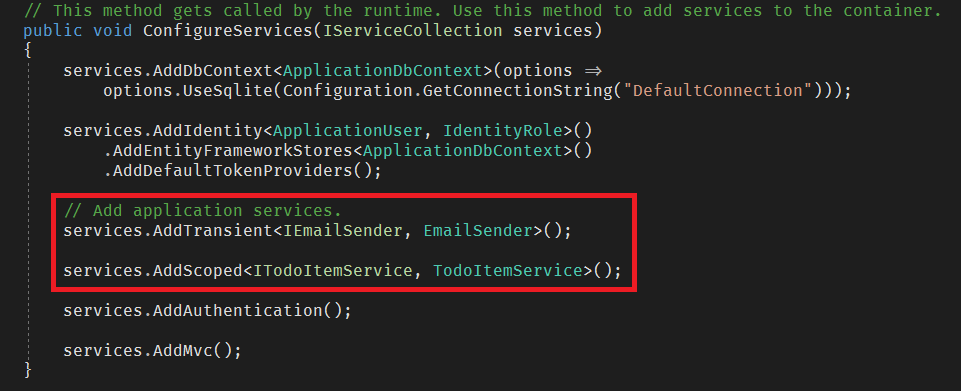 // This method gets called by the runtime. Use this method to add services to the container.
public void ConfigureServices(IServiceCollection services)
{
    services.AddDbContext<ApplicationDbContext>(options =>
        options.UseSqlite(Configuration.GetConnectionString("DefaultConnection")));

    services.AddIdentity<ApplicationUser, IdentityRole>()
        .AddEntityFrameworkStores<ApplicationDbContext>()
        .AddDefaultTokenProviders();

    // Add application services.
    services.AddTransient<IEmailSender, EmailSender>();

    services.AddScoped<ITodoItemService, TodoItemService>();

    services.AddAuthentication();

    services.AddMvc();
}